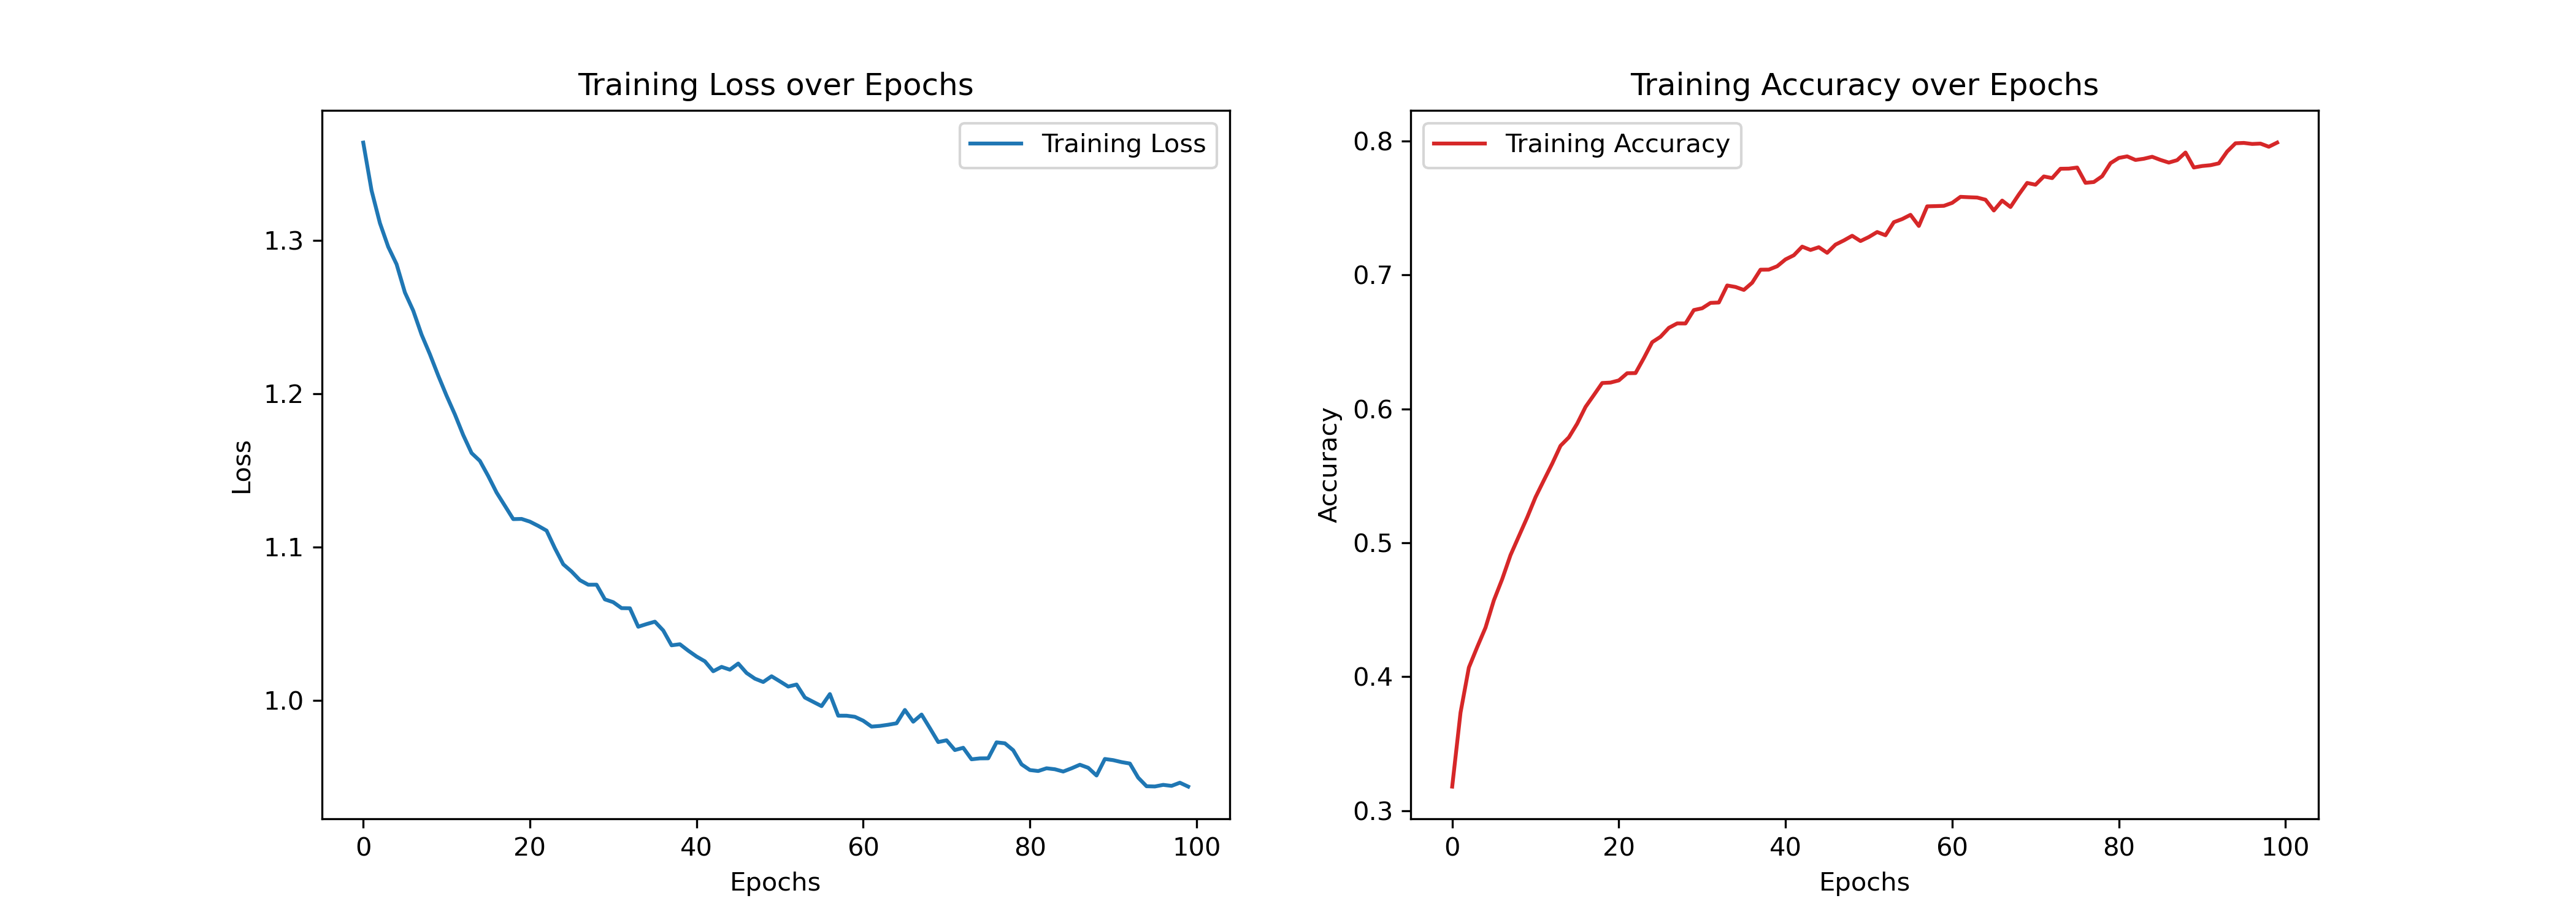 Training Loss over Epochs
Training Loss
1.3
1.2
1.1
1.0
Loss
0 20 40 60 80 100
Epochs
Training Accuracy over Epochs
Training Accuracy
0.8
0.7
0.6
0.5
0.4
0.3
Accuracy
0 20 40 60 80 100
Epochs